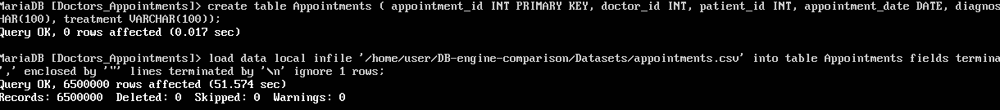 MariaDB [Doctors_Appointments]> create table Appointments ( appointment_id INT PRIMARY KEY, doctor_id INT, patient_id INT, appointment_date DATE, diagnos
HAR(100), treatment VARCHAR(100));
Query OK, 0 rows affected (0.017 sec)
MariaDB [Doctors_Appointments]> load data local infile '/home/user/DB-engine-comparison/Datasets/appointments.csv' into table Appointments fields termina
',' enclosed by '"' lines terminated by '\n' ignore 1 rows;
Query OK, 6500000 rows affected (51.574 sec)
Records: 6500000  Deleted: 0  Skipped: 0  Warnings: 0